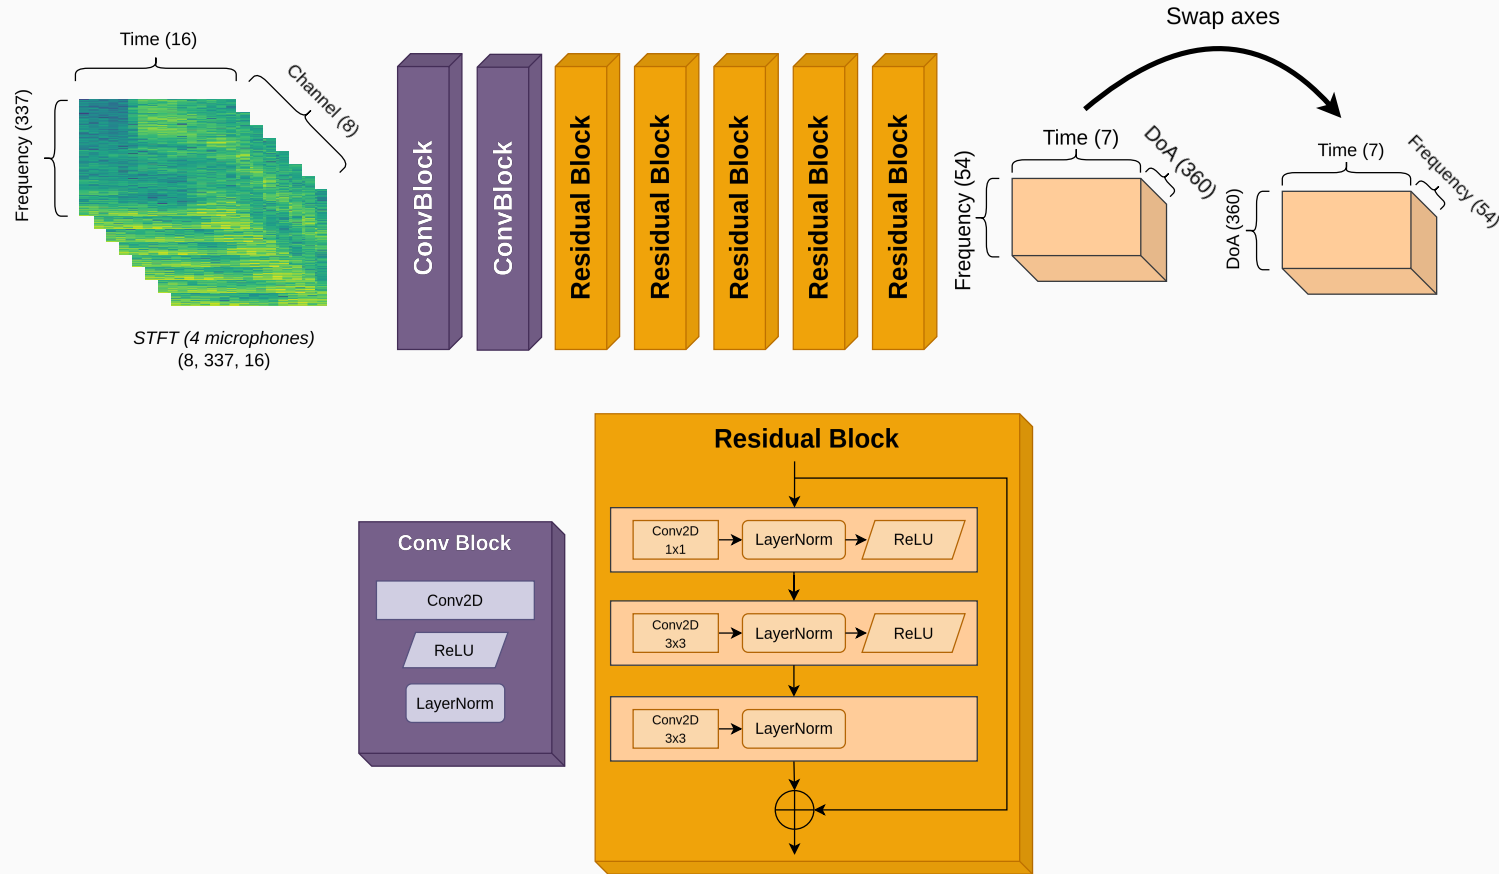 Swap axes
Time (16)
Channel (8)
Frequency (337)
STFT (4 microphones)
(8, 337, 16)
ConvBlock
ConvBlock
Residual Block
Residual Block
Residual Block
Residual Block
Residual Block
Time (7)
DoA (360)
Frequency (54)
Time (7)
Frequency (54)
DoA (360)
Conv Block
Conv2D
ReLU
LayerNorm
Residual Block
Conv2D
1x1
LayerNorm
ReLU
Conv2D
3x3
LayerNorm
ReLU
Conv2D
3x3
LayerNorm